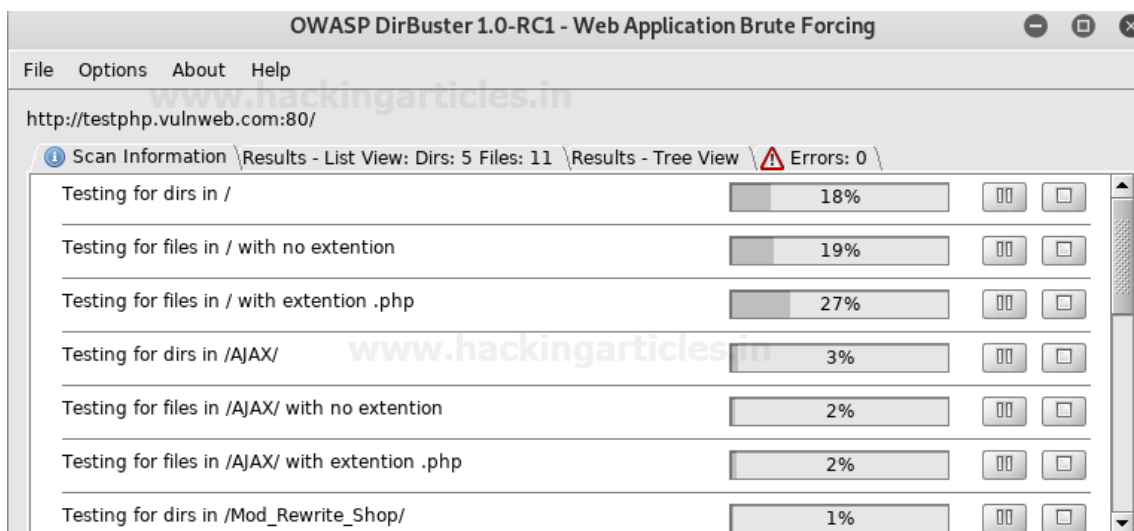 OWASP DirBuster 1.0-RC1 - Web Application Brute Forcing
File Options About Help
www.hackingarticles.in
http://testphp.vulnweb.com:80/
Scan Information Results - List View: Dirs: 5 Files: 11 Results - Tree View Errors: 0
Testing for dirs in / 18%
Testing for files in / with no extention 19%
Testing for files in / with extention .php 27%
www.hackingarticles.in
Testing for dirs in /AJAX/ 3%
Testing for files in /AJAX/ with no extention 2%
Testing for files in /AJAX/ with extention .php 2%
Testing for dirs in /Mod_Rewrite_Shop/ 1%